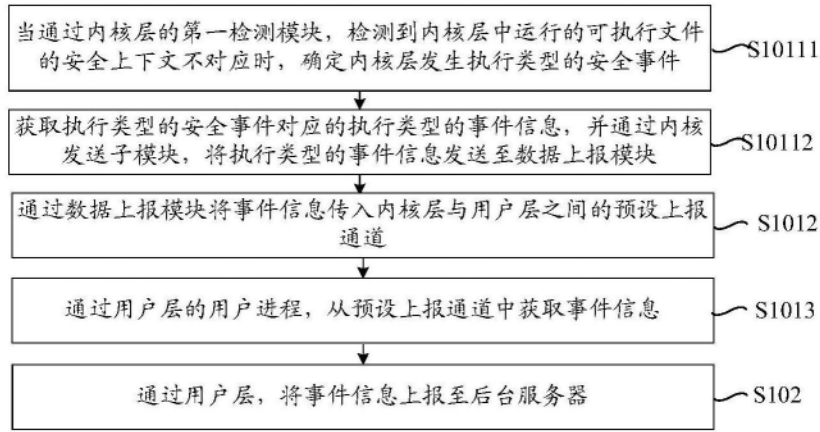 当通过内核层的第一检测模块，检测到内核层中运行的可执行文件
的安全上下文不对应时，确定内核层发生执行类型的安全事件
S10111
获取执行类型的安全事件对应的执行类型的事件信息，并通过内核
发送子模块，将执行类型的事件信息发送至数据上报模块
S10112
通过数据上报模块将事件信息传入内核层与用户层之间的预设上报
通道
S1012
通过用户层的用户进程，从预设上报通道中获取事件信息
S1013
通过用户层，将事件信息上报至后台服务器
S102